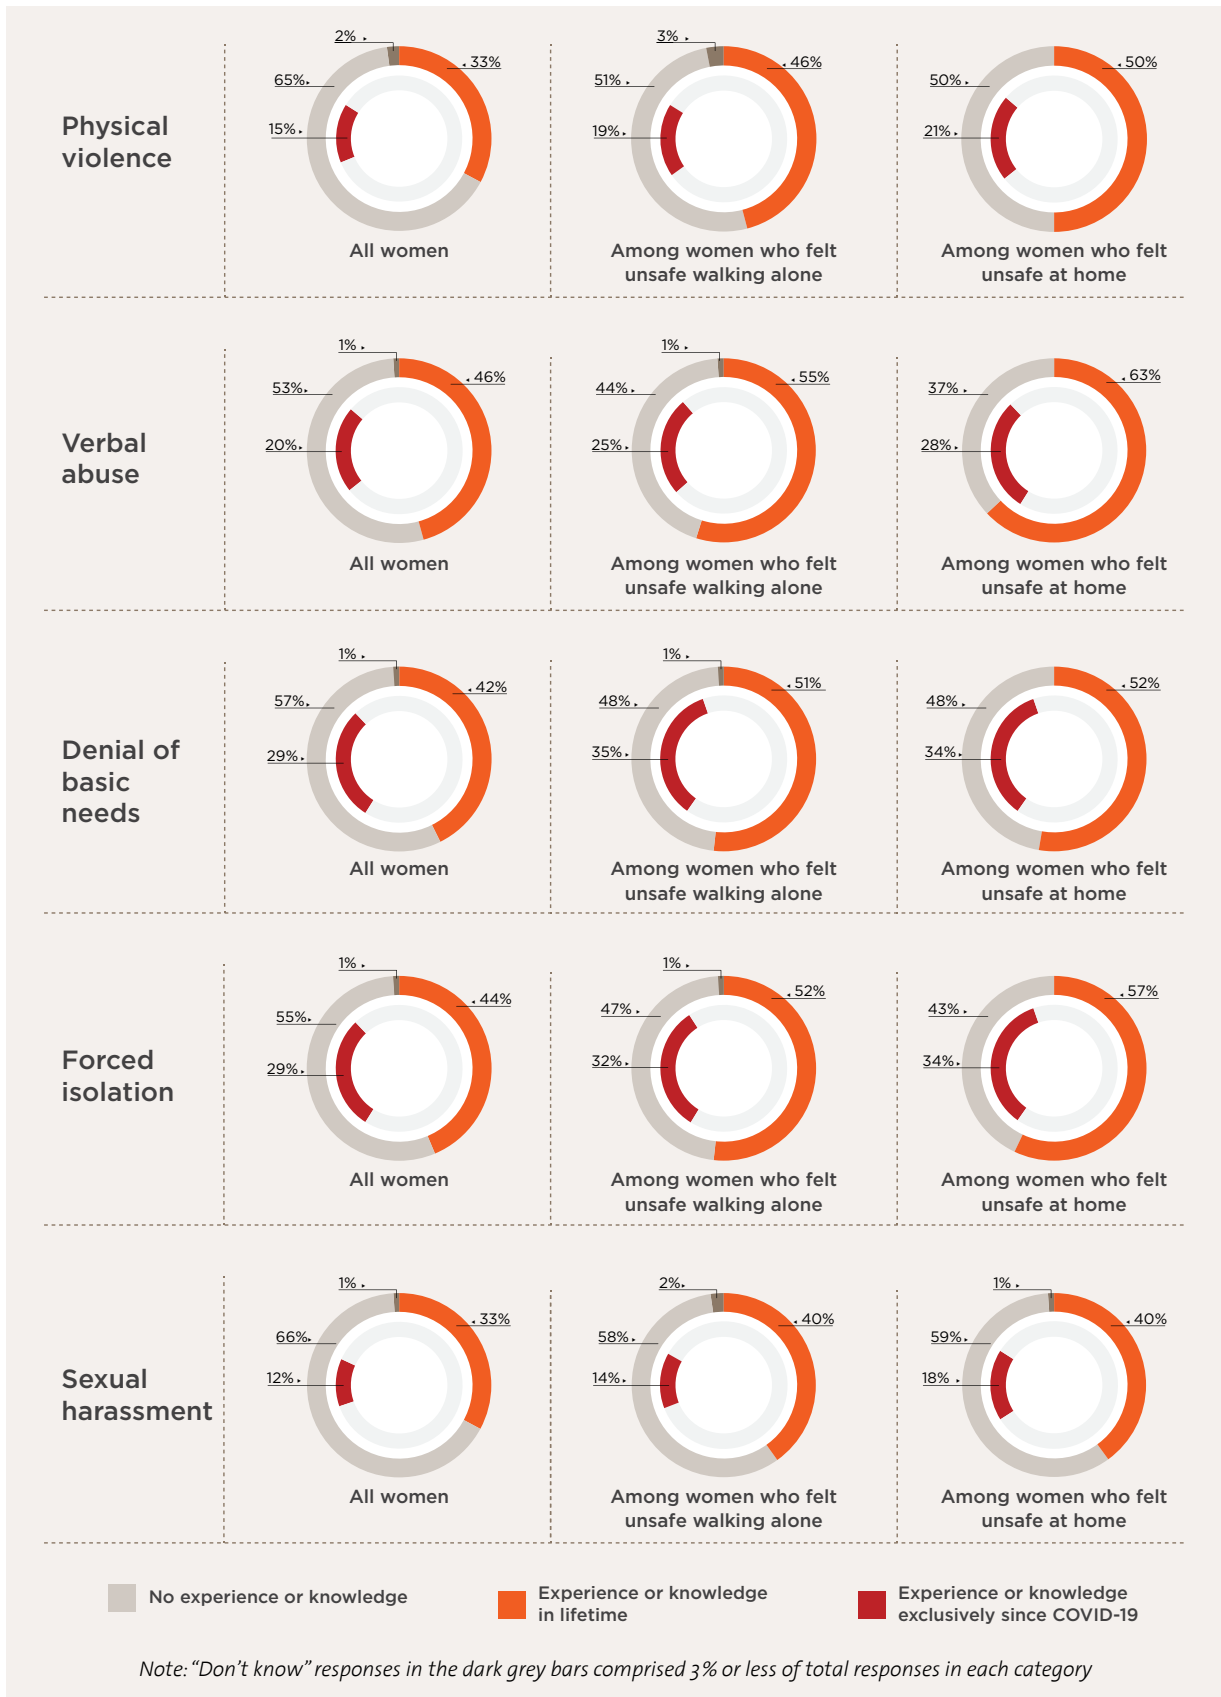 2%
33%
65%
15%
Physical
violence
All women
3%
46%
51%
19%
Among women who felt
unsafe walking alone
50%
50%
21%
Among women who felt
unsafe at home
1%
46%
53%
20%
Verbal
abuse
All women
1%
55%
44%
25%
Among women who felt
unsafe walking alone
63%
37%
28%
Among women who felt
unsafe at home
1%
42%
57%
29%
Denial of
basic
needs
All women
1%
51%
48%
35%
Among women who felt
unsafe walking alone
52%
48%
34%
Among women who felt
unsafe at home
1%
44%
55%
29%
Forced
isolation
All women
1%
52%
47%
32%
Among women who felt
unsafe walking alone
57%
43%
34%
Among women who felt
unsafe at home
1%
33%
66%
12%
Sexual
harassment
All women
2%
40%
58%
14%
Among women who felt
unsafe walking alone
1%
40%
59%
18%
Among women who felt
unsafe at home
No experience or knowledge
Experience or knowledge
in lifetime
Experience or knowledge
exclusively since COVID-19
Note: “Don’t know” responses in the dark grey bars comprised 3% or less of total responses in each category